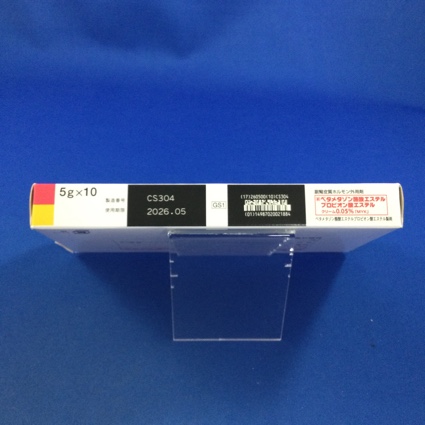 5g×10
製造番号
使用期限
CS304
2026.05
GS1
(17)260500(10)CS304
(01)14987020021884
副腎皮質ホルモン外用剤
ベタメタゾン酪酸エステル
プロピオン酸エステル
クリーム0.05%「MYK」